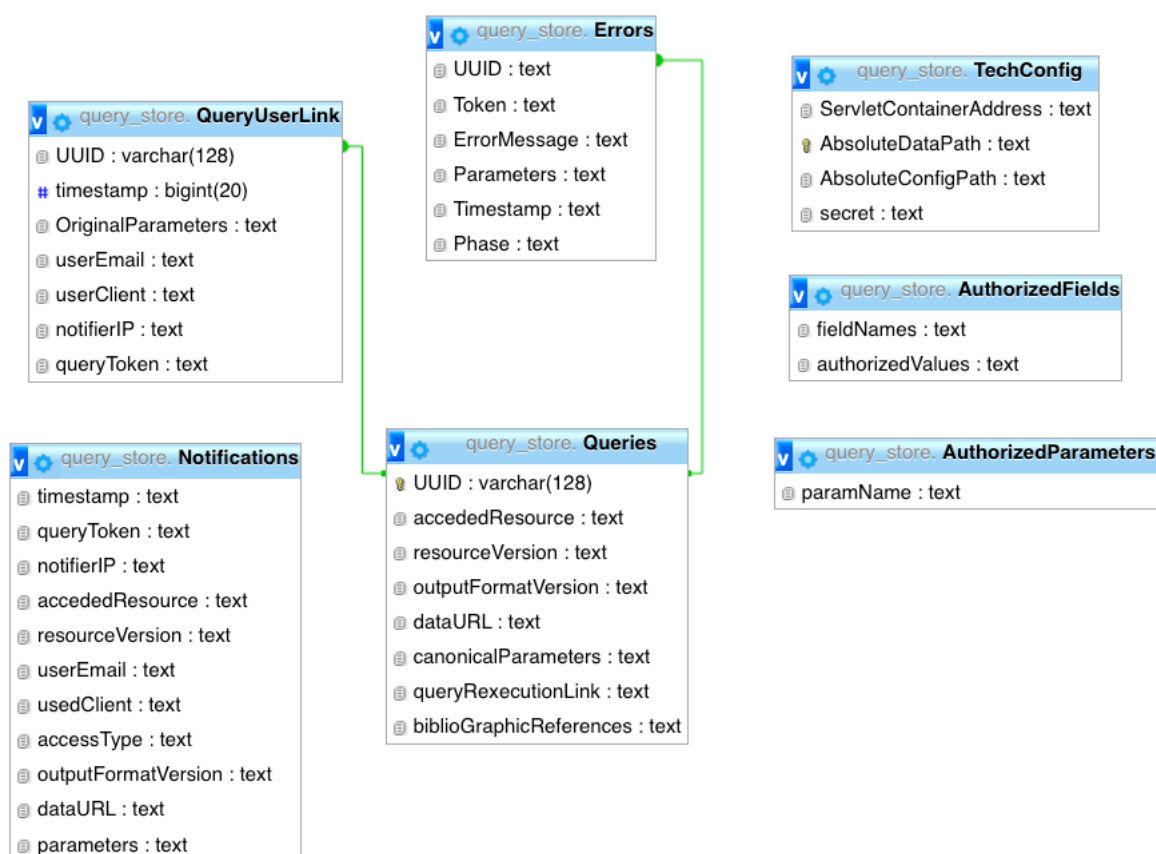 query_store. Errors
UUID : text
Token : text
ErrorMessage : text
Parameters : text
Timestamp : text
Phase : text
query_store. TechConfig
ServletContainerAddress : text
AbsoluteDataPath : text
AbsoluteConfigPath : text
secret : text
query_store. QueryUserLink
UUID : varchar(128)
# timestamp : bigint(20)
OriginalParameters : text
userEmail : text
userClient : text
notifierIP : text
queryToken : text
query_store. AuthorizedFields
fieldNames : text
authorizedValues : text
query_store. Queries
UUID : varchar(128)
accededResource : text
resourceVersion : text
outputFormatVersion : text
dataURL : text
canonicalParameters : text
queryRexecutionLink : text
biblioGraphicReferences : text
query_store. AuthorizedParameters
paramName : text
query_store. Notifications
timestamp : text
queryToken : text
notifierIP : text
accededResource : text
resourceVersion : text
userEmail : text
usedClient : text
accessType : text
outputFormatVersion : text
dataURL : text
parameters : text